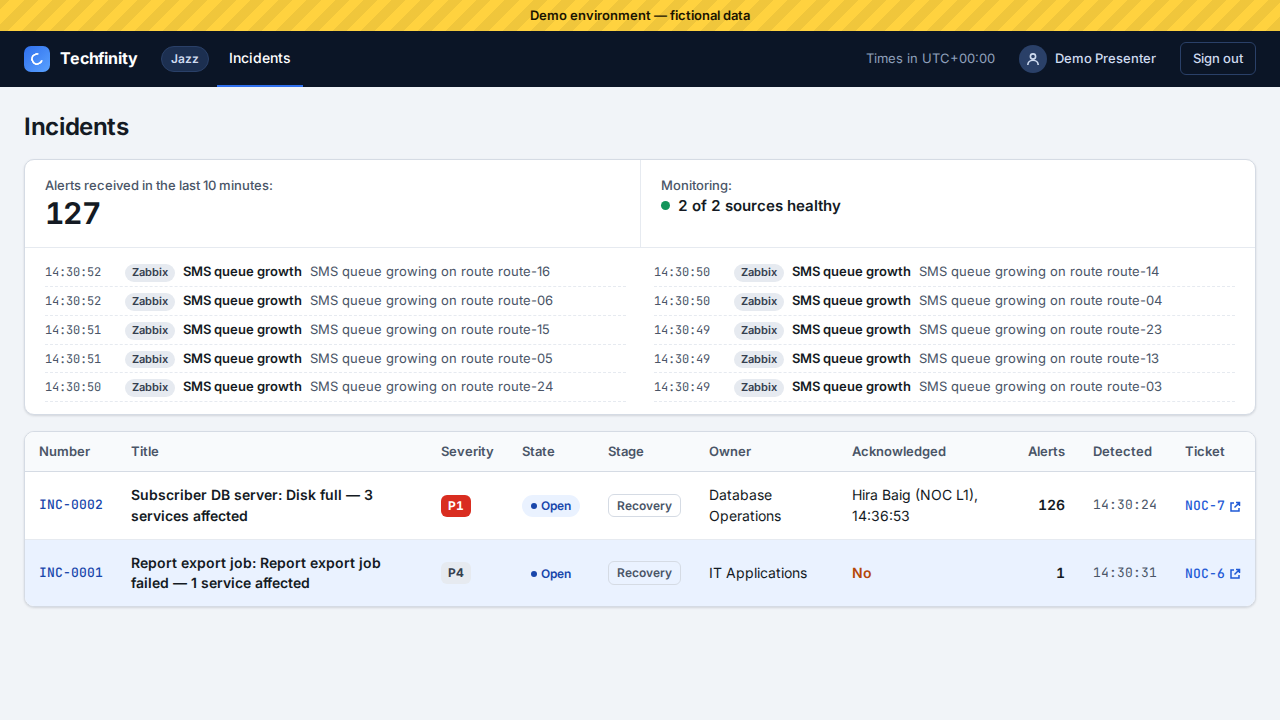 Demo environment — fictional data
Techfinity Jazz Incidents Times in UTC+00:00 Demo Presenter Sign out
Incidents
Alerts received in the last 10 minutes:
127
Monitoring:
2 of 2 sources healthy
14:30:52 Zabbix SMS queue growth SMS queue growing on route route-16
14:30:52 Zabbix SMS queue growth SMS queue growing on route route-06
14:30:51 Zabbix SMS queue growth SMS queue growing on route route-15
14:30:51 Zabbix SMS queue growth SMS queue growing on route route-05
14:30:50 Zabbix SMS queue growth SMS queue growing on route route-24
14:30:50 Zabbix SMS queue growth SMS queue growing on route route-14
14:30:50 Zabbix SMS queue growth SMS queue growing on route route-04
14:30:49 Zabbix SMS queue growth SMS queue growing on route route-23
14:30:49 Zabbix SMS queue growth SMS queue growing on route route-13
14:30:49 Zabbix SMS queue growth SMS queue growing on route route-03
Number Title Severity State Stage Owner Acknowledged Alerts Detected Ticket
INC-0002 Subscriber DB server: Disk full — 3 services affected P1 Open Recovery Database Operations Hira Baig (NOC L1), 14:36:53 126 14:30:24 NOC-7
INC-0001 Report export job: Report export job failed — 1 service affected P4 Open Recovery IT Applications No 1 14:30:31 NOC-6